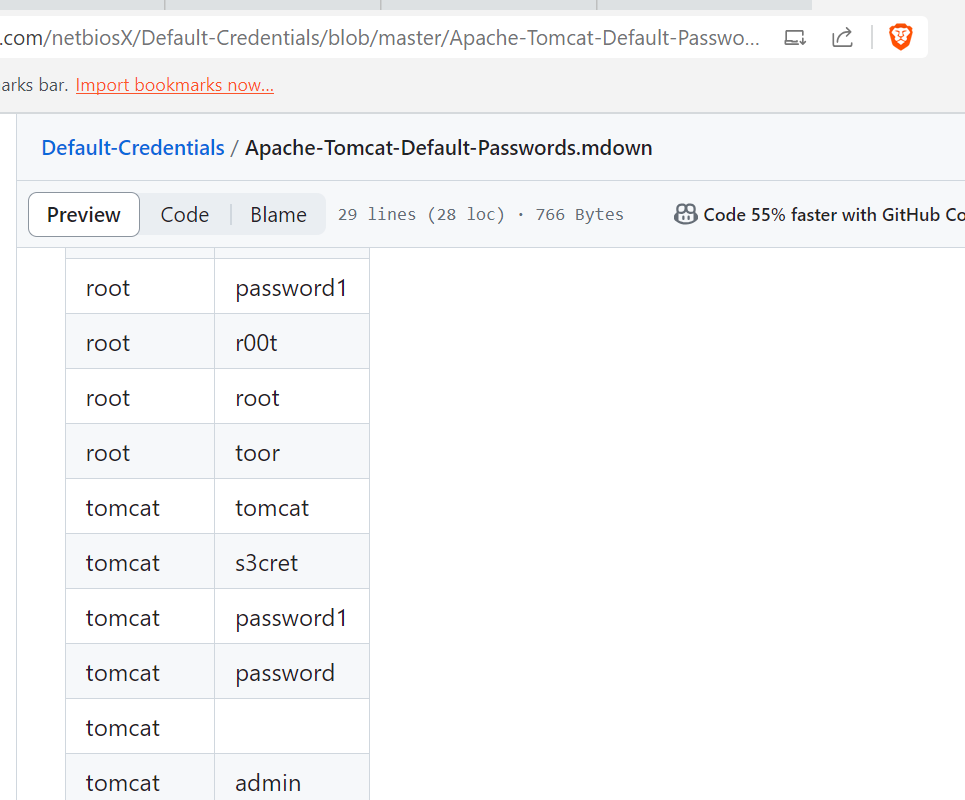 .com/netbiosX/Default-Credentials/blob/master/Apache-Tomcat-Default-Passwo...
arks bar. Import bookmarks now...
Default-Credentials / Apache-Tomcat-Default-Passwords.mdown
Preview Code Blame 29 lines (28 loc) · 766 Bytes Code 55% faster with GitHub Co
root password1
root r00t
root root
root toor
tomcat tomcat
tomcat s3cret
tomcat password1
tomcat password
tomcat
tomcat admin